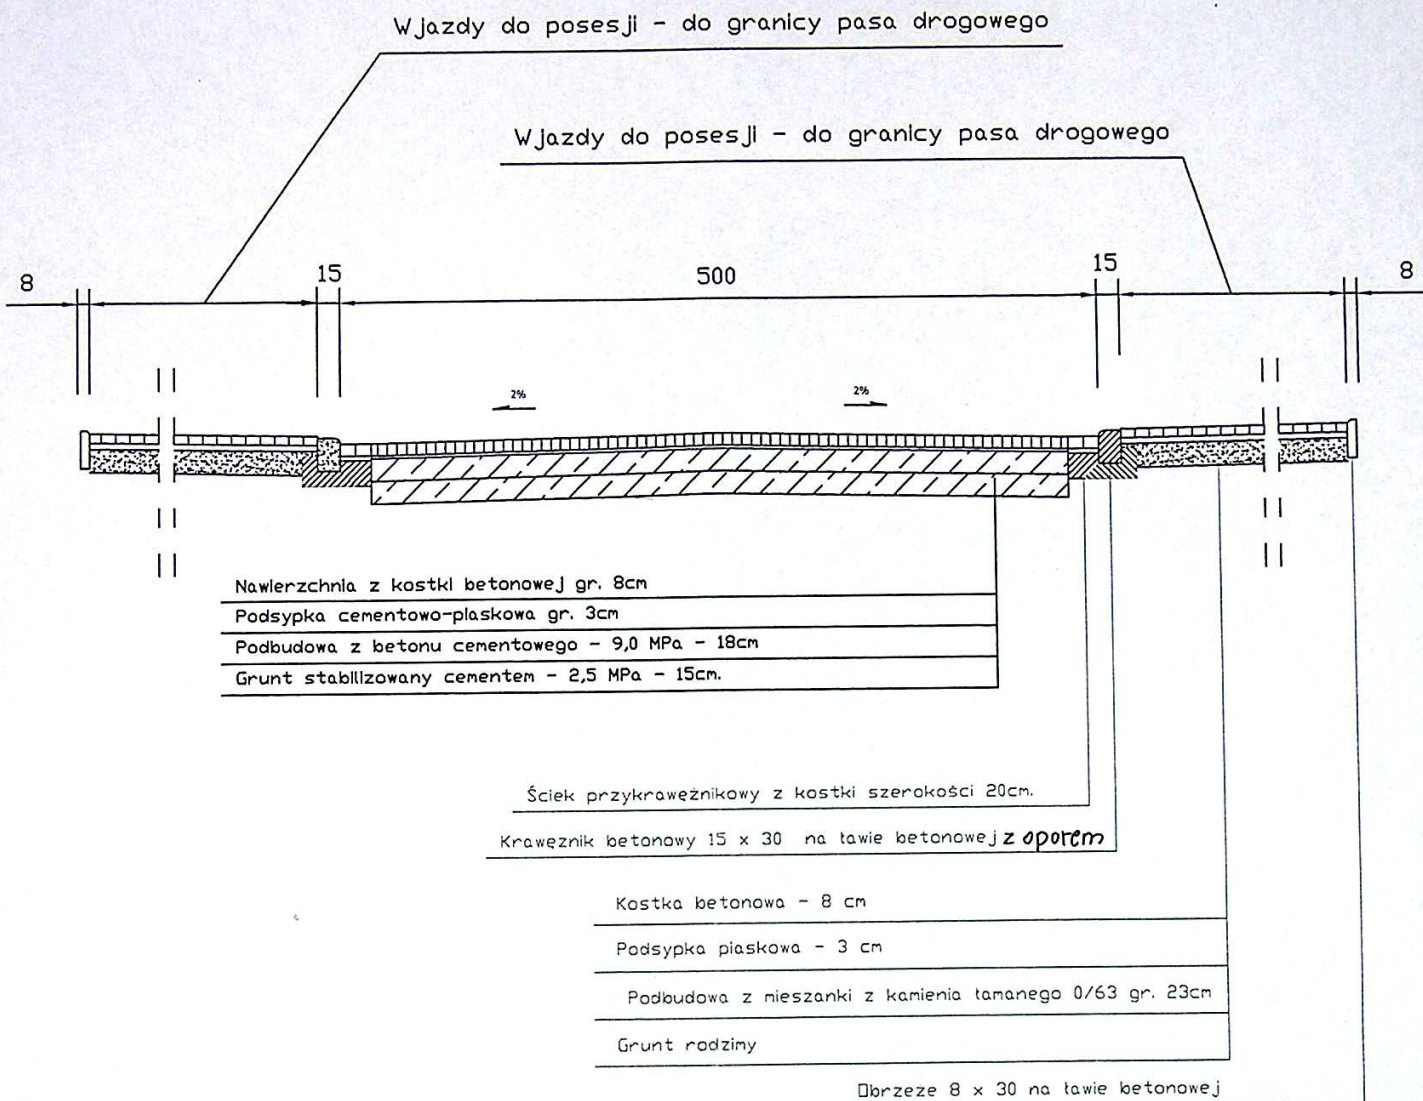 Wjazdy do posesji - do granicy pasa drogowego
Wjazdy do posesji - do granicy pasa drogowego
8
15
500
15
8
2%
2%
Nawierzchnia z kostki betonowej gr. 8cm
Podsypka cementowo-piaskowa gr. 3cm
Podbudowa z betonu cementowego - 9,0 MPa - 18cm
Grunt stabilizowany cementem - 2,5 MPa - 15cm.
Ściek przykrawężnikowy z kostki szerokości 20cm.
Krawężnik betonowy 15 x 30 na ławie betonowej z oporem
Kostka betonowa - 8 cm
Podsypka piaskowa - 3 cm
Podbudowa z mieszanki z kamienia łamanego 0/63 gr. 23cm
Grunt rodzimy
Obrzeże 8 x 30 na ławie betonowej